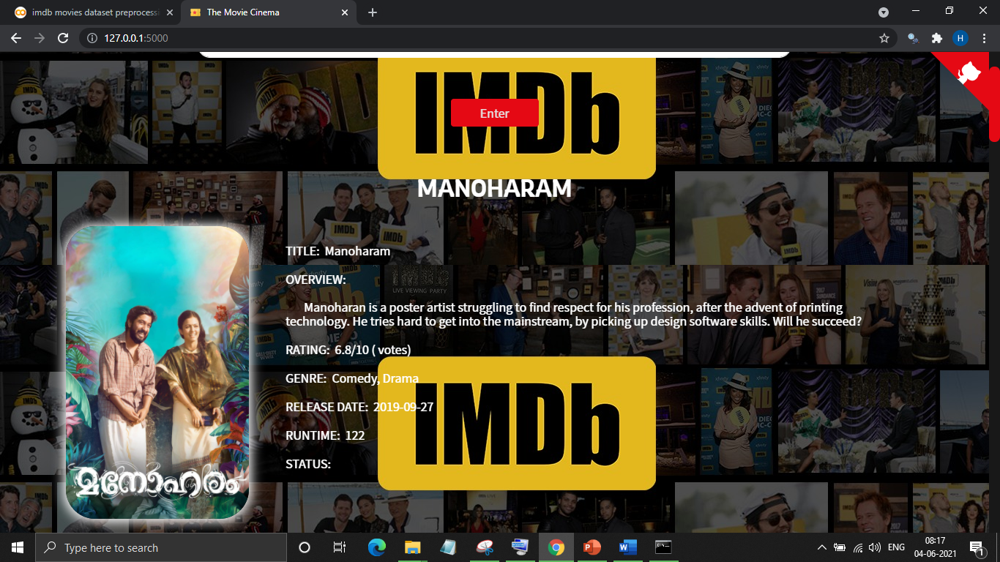 imdb movies dataset preprocessi
The Movie Cinema
127.0.0.1:5000
H
IMDb
Enter
MANOHARAM
TITLE: Manoharam
OVERVIEW:
Manoharan is a poster artist struggling to find respect for his profession, after the advent of printing
technology. He tries hard to get into the mainstream, by picking up design software skills. Will he succeed?
RATING: 6.8/10 ( votes)
GENRE: Comedy, Drama
RELEASE DATE: 2019-09-27
RUNTIME: 122
STATUS:
IMDb
മനോഹരം
Type here to search
ENG
08:17
04-06-2021
1